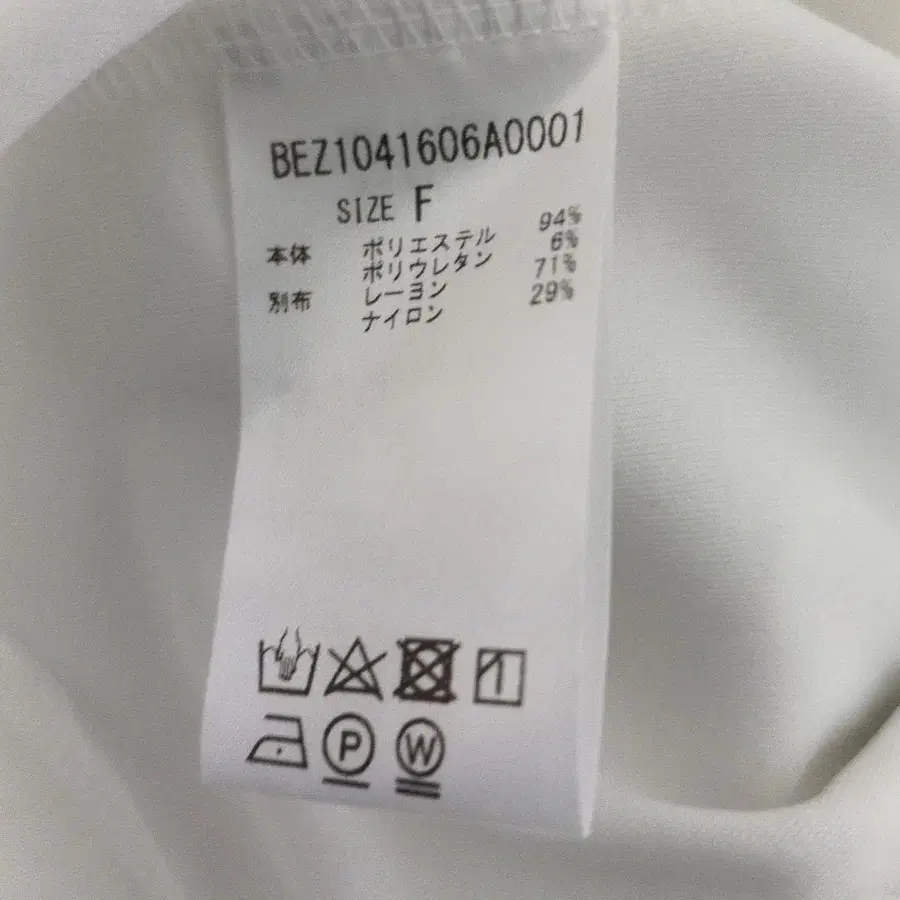 BEZ1041606A0001
SIZE F
本体 ポリエステル 94%
ポリウレタン 6%
別布 レーヨン 71%
ナイロン 29%
P W